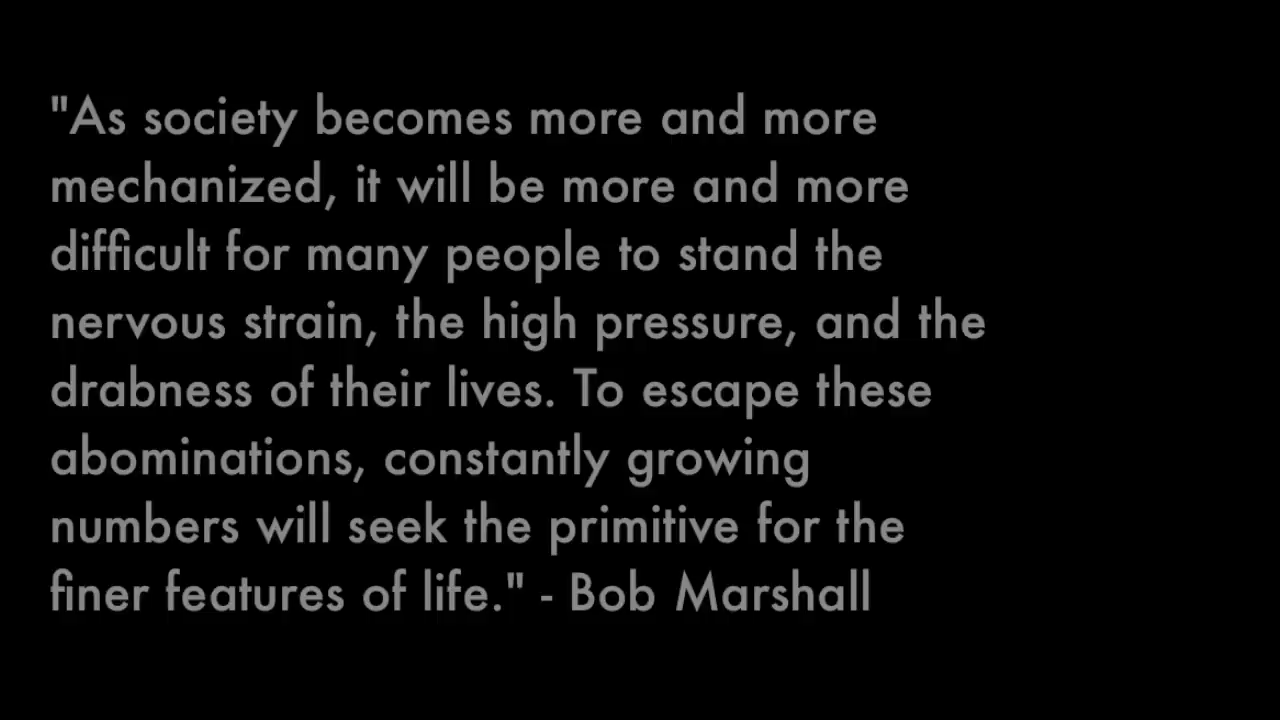 "As society becomes more and more
mechanized, it will be more and more
difficult for many people to stand the
nervous strain, the high pressure, and the
drabness of their lives. To escape these
abominations, constantly growing
numbers will seek the primitive for the
finer features of life." - Bob Marshall